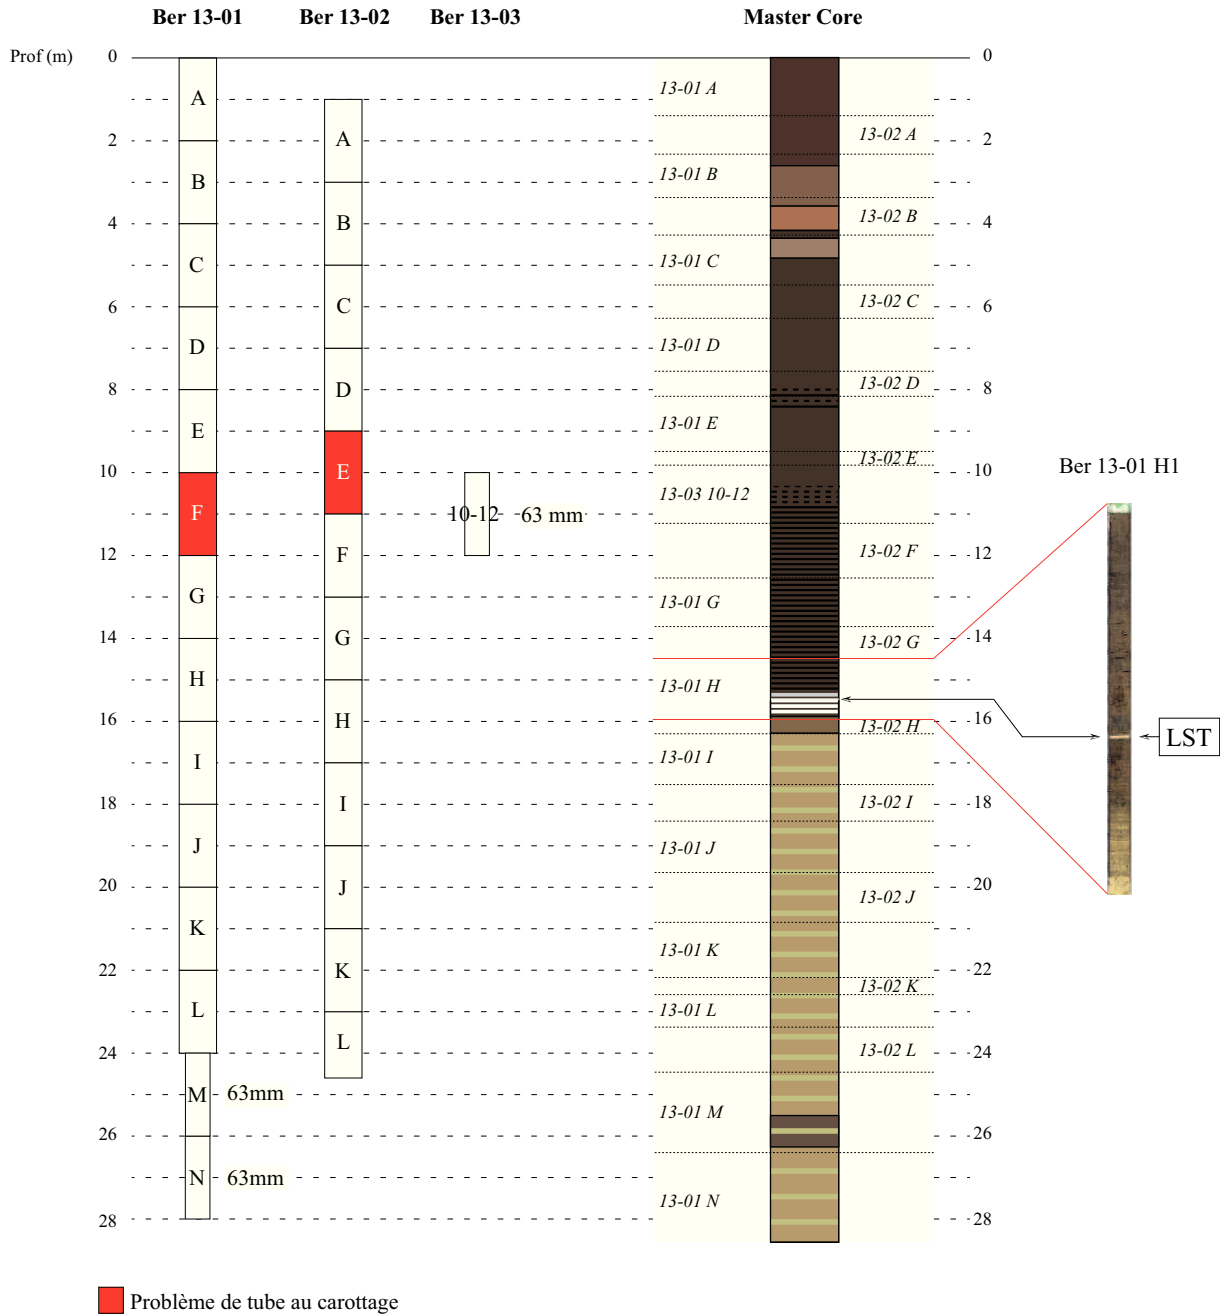 Ber 13-01 Ber 13-02 Ber 13-03 Master Core
Prof (m) 0 0
A 13-01 A
2 A 13-02 A 2
B 13-01 B
4 B 13-02 B 4
C 13-01 C
6 C 13-02 C 6
D 13-01 D
8 D 13-02 D 8
E 13-01 E
13-02 E
10 E 10 Ber 13-01 H1
13-03 10-12
F 10-12 63 mm
12 F 13-02 F 12
G 13-01 G
14 G 13-02 G 14
H 13-01 H
16 H 13-02 H 16 LST
I 13-01 I
18 I 13-02 I 18
J 13-01 J
20 J 13-02 J 20
K 13-01 K
22 K 22
13-02 K
L 13-01 L
24 L 13-02 L 24
M 63mm
13-01 M
26 26
N 63mm
13-01 N
28 28
Problème de tube au carottage